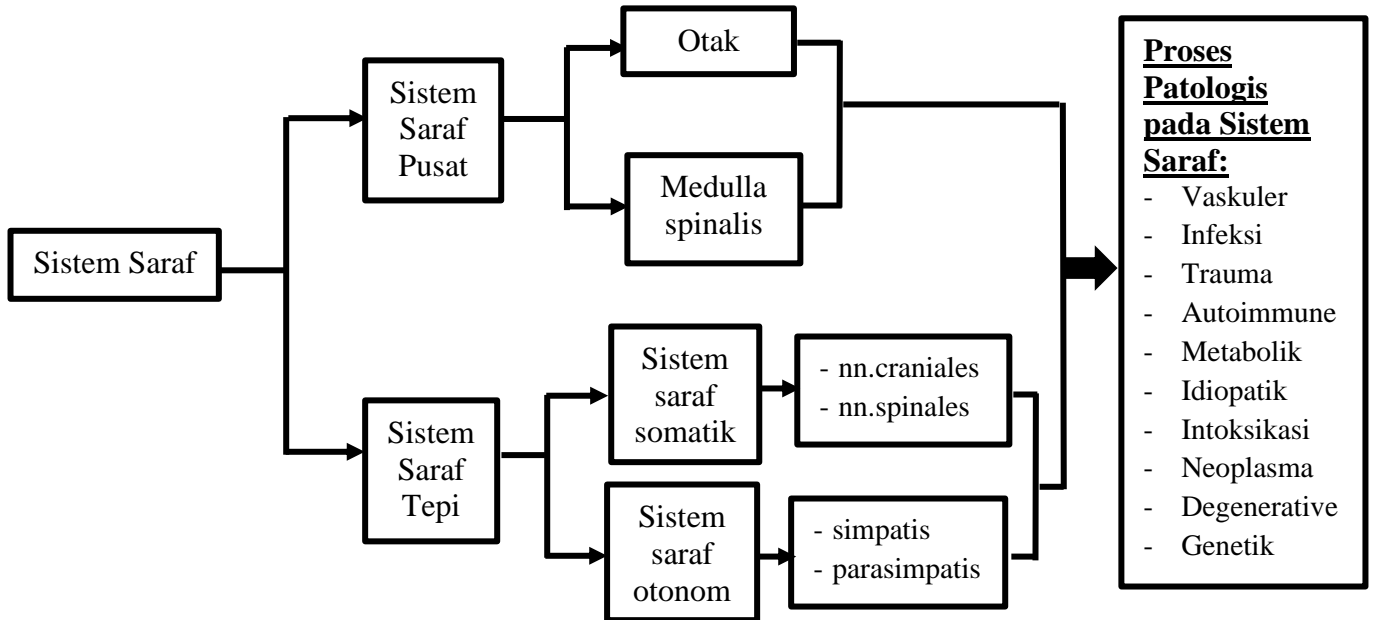 Sistem Saraf
Sistem
Saraf
Pusat
Otak
Medulla
spinalis
Sistem
Saraf
Tepi
Sistem
saraf
somatik
- nn.craniales
- nn.spinales
Sistem
saraf
otonom
- simpatis
- parasimpatis
Proses
Patologis
pada Sistem
Saraf:
- Vaskuler
- Infeksi
- Trauma
- Autoimmune
- Metabolik
- Idiopatik
- Intoksikasi
- Neoplasma
- Degenerative
- Genetik